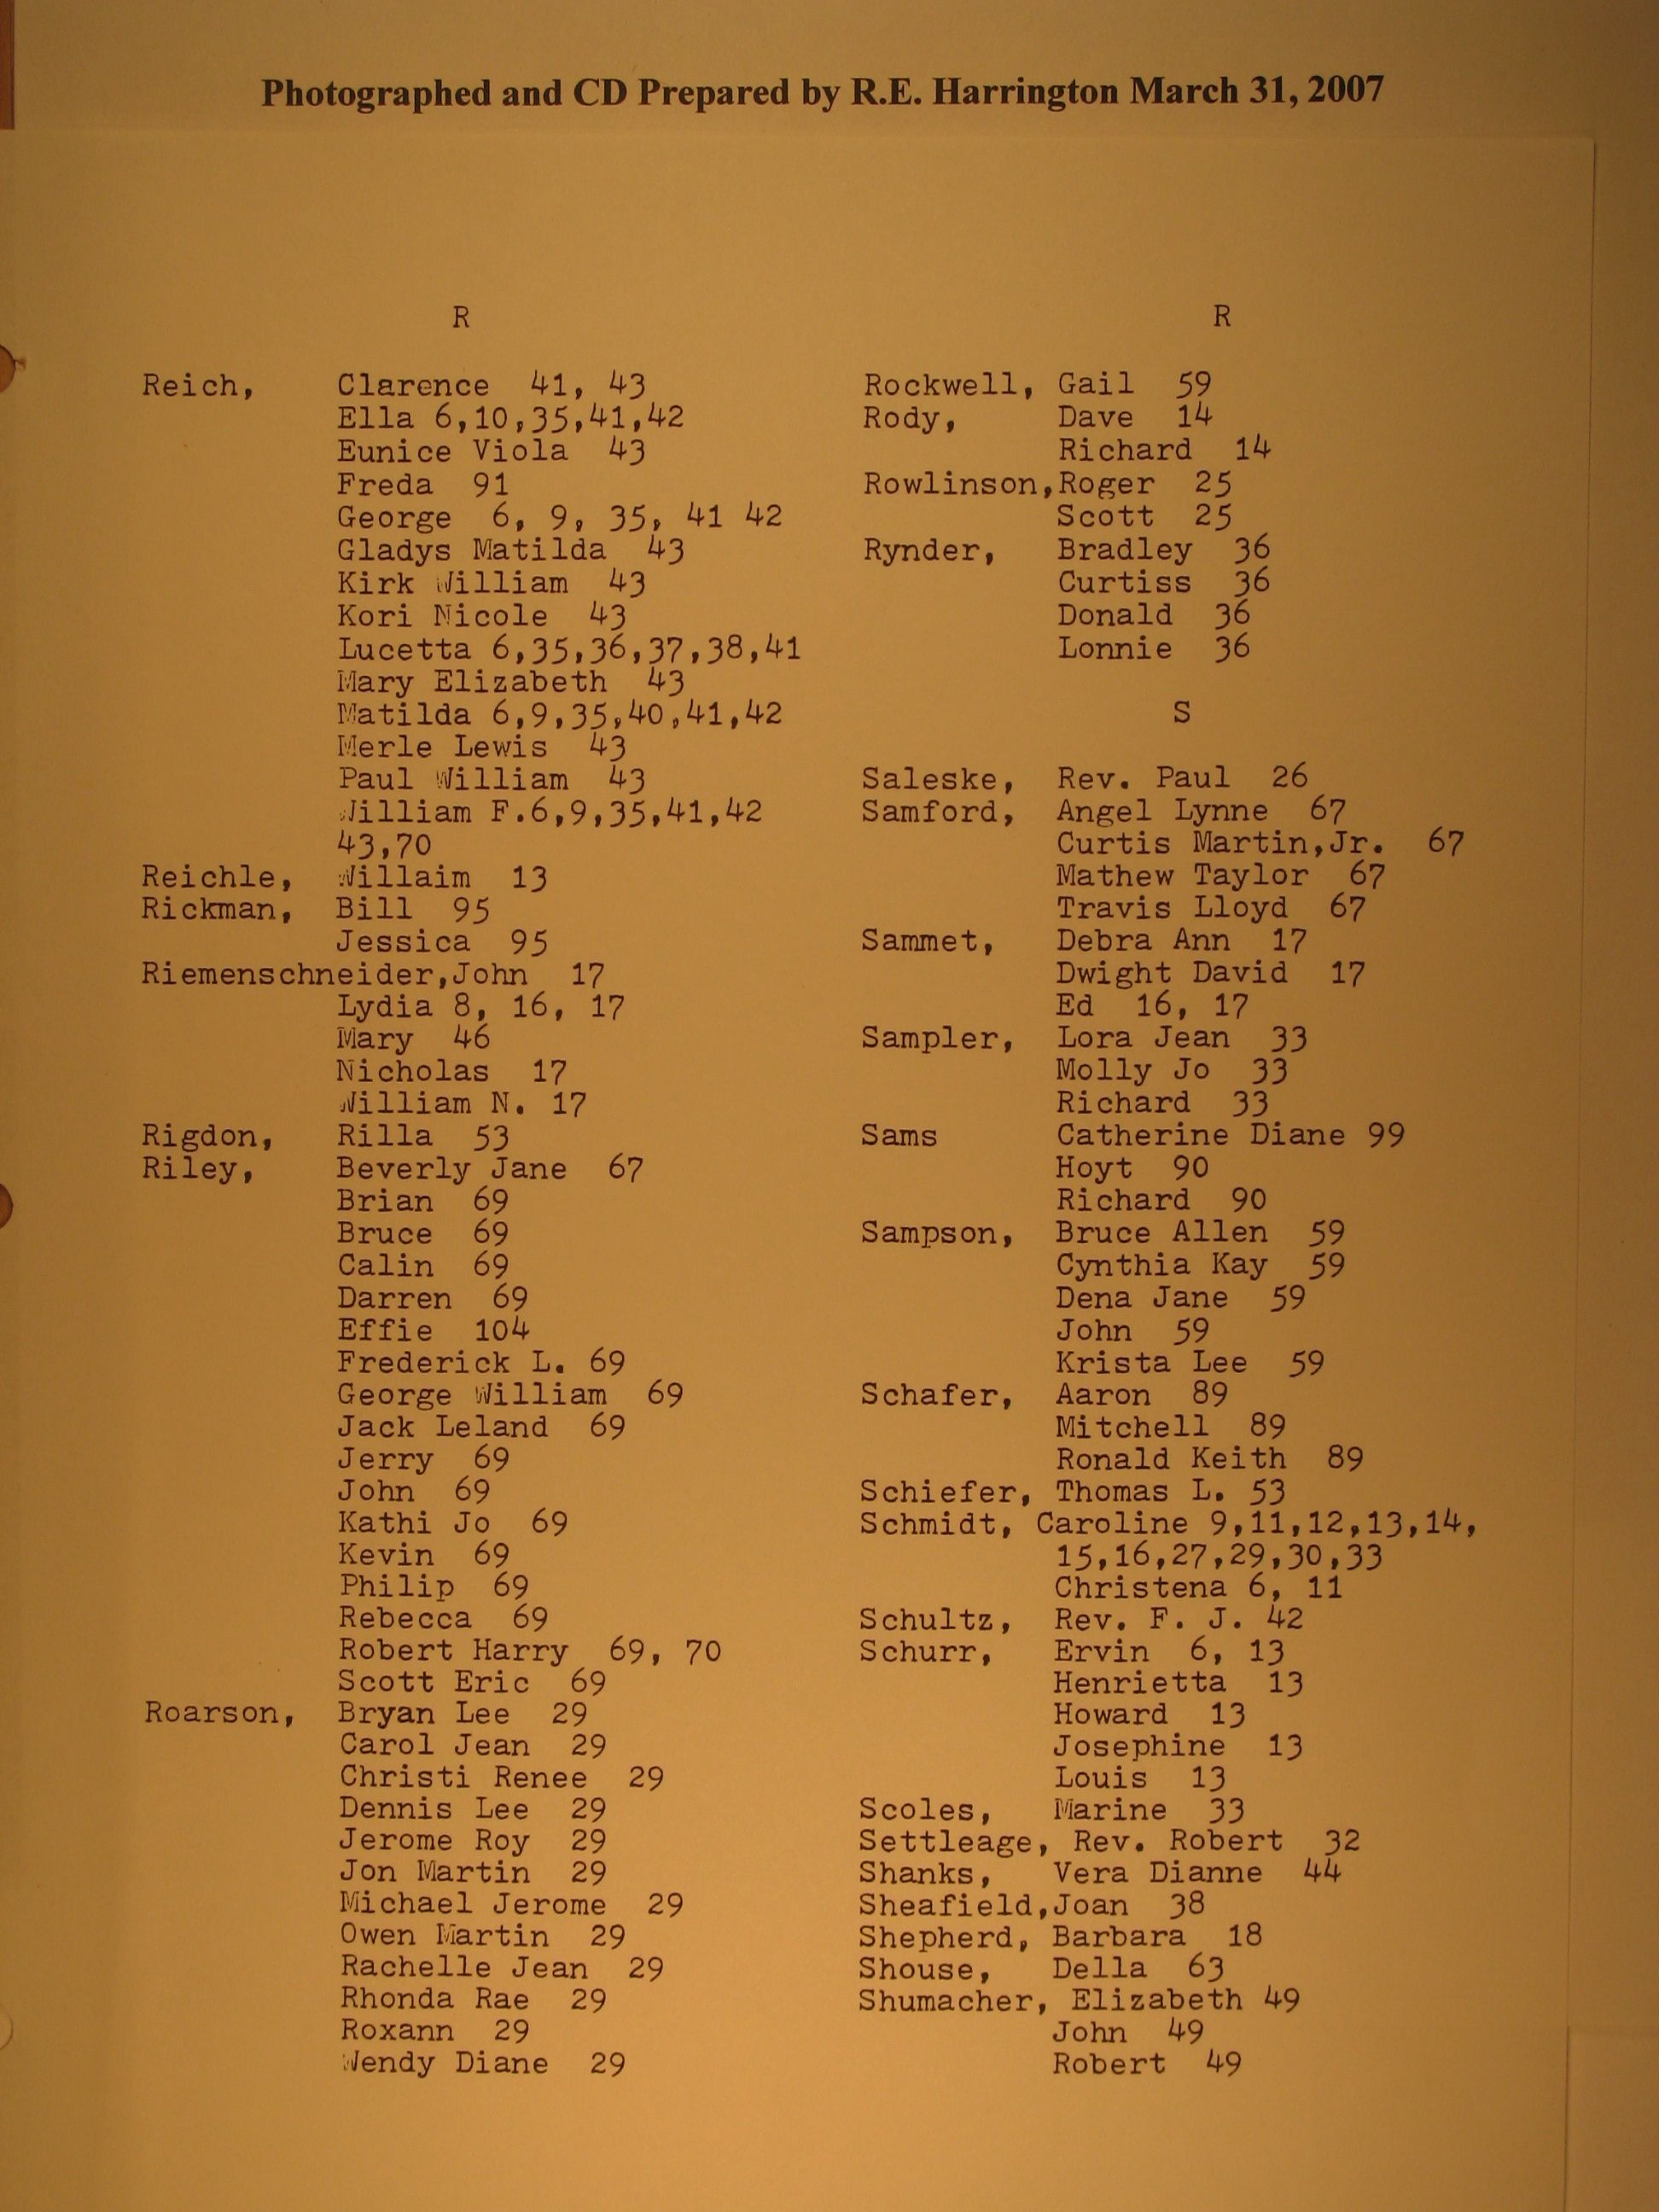 Photographed and CD Prepared by R.E. Harrington March 31, 2007
R
Reich, Clarence 41, 43
Ella 6,10,35,41,42
Eunice Viola 43
Freda 91
George 6, 9, 35, 41 42
Gladys Matilda 43
Kirk William 43
Kori Nicole 43
Lucetta 6,35,36,37,38,41
Mary Elizabeth 43
Matilda 6,9,35,40,41,42
Merle Lewis 43
Paul William 43
William F.6,9,35,41,42
43,70
Reichle, Willaim 13
Rickman, Bill 95
Jessica 95
Riemenschneider,John 17
Lydia 8, 16, 17
Mary 46
Nicholas 17
William N. 17
Rigdon, Rilla 53
Riley, Beverly Jane 67
Brian 69
Bruce 69
Calin 69
Darren 69
Effie 104
Frederick L. 69
George William 69
Jack Leland 69
Jerry 69
John 69
Kathi Jo 69
Kevin 69
Philip 69
Rebecca 69
Robert Harry 69, 70
Scott Eric 69
Roarson, Bryan Lee 29
Carol Jean 29
Christi Renee 29
Dennis Lee 29
Jerome Roy 29
Jon Martin 29
Michael Jerome 29
Owen Martin 29
Rachelle Jean 29
Rhonda Rae 29
Roxann 29
Wendy Diane 29
R
Rockwell, Gail 59
Rody, Dave 14
Richard 14
Rowlinson,Roger 25
Scott 25
Rynder, Bradley 36
Curtiss 36
Donald 36
Lonnie 36
S
Saleske, Rev. Paul 26
Samford, Angel Lynne 67
Curtis Martin,Jr. 67
Mathew Taylor 67
Travis Lloyd 67
Sammet, Debra Ann 17
Dwight David 17
Ed 16, 17
Sampler, Lora Jean 33
Molly Jo 33
Richard 33
Sams Catherine Diane 99
Hoyt 90
Richard 90
Sampson, Bruce Allen 59
Cynthia Kay 59
Dena Jane 59
John 59
Krista Lee 59
Schafer, Aaron 89
Mitchell 89
Ronald Keith 89
Schiefer, Thomas L. 53
Schmidt, Caroline 9,11,12,13,14,
15,16,27,29,30,33
Christena 6, 11
Schultz, Rev. F. J. 42
Schurr, Ervin 6, 13
Henrietta 13
Howard 13
Josephine 13
Louis 13
Scoles, Marine 33
Settleage, Rev. Robert 32
Shanks, Vera Dianne 44
Sheafield,Joan 38
Shepherd, Barbara 18
Shouse, Della 63
Shumacher, Elizabeth 49
John 49
Robert 49